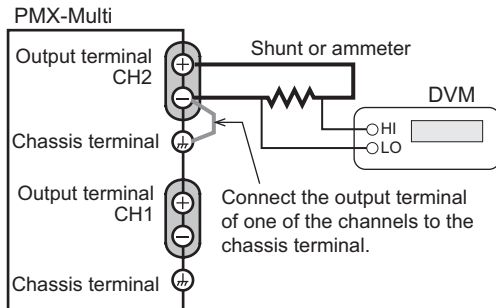 PMX-Multi
Output terminal
CH2
Shunt or ammeter
DVM
HI
LO
Chassis terminal
Output terminal
CH1
Connect the output terminal
of one of the channels to the
chassis terminal.
Chassis terminal